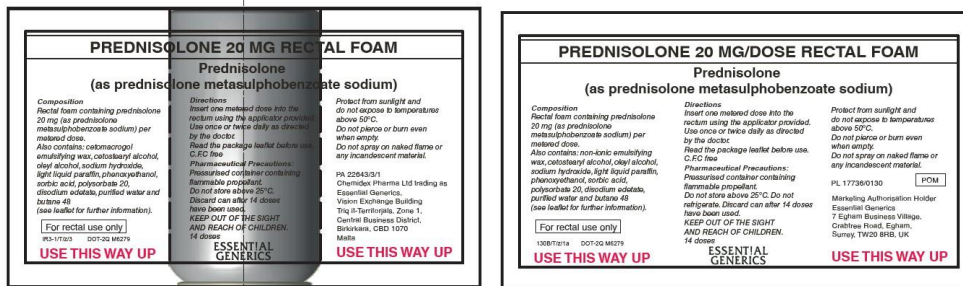 PREDNISOLONE 20 MG RECTAL FOAM
Prednisolone
(as prednisolone metasulphobenzoate sodium)
Composition
Rectal foam containing prednisolone
20 mg (as prednisolone
metasulphobenzoate sodium) per
metered dose.
Also contains: cetomacrogol
emulsifying wax, cetostearyl alcohol,
oleyl alcohol, sodium hydroxide,
light liquid paraffin, phenoxyethanol,
sorbic acid, polysorbate 20,
disodium edetate, purified water and
butane 48
(see leaflet for further information).
For rectal use only
IR3-1/T/z/3 DOT-2Q M6279
USE THIS WAY UP
Directions
Insert one metered dose into the
rectum using the applicator provided.
Use once or twice daily as directed
by the doctor.
Read the package leaflet before use.
C.F.C free
Pharmaceutical Precautions:
Pressurised container containing
flammable propellant.
Do not store above 25°C.
Discard can after 14 doses
have been used.
KEEP OUT OF THE SIGHT
AND REACH OF CHILDREN.
14 doses
ESSENT!AL
GENERICS
Protect from sunlight and
do not expose to temperatures
above 50°C.
Do not pierce or burn even
when empty.
Do not spray on naked flame or
any incandescent material.
PA 22643/3/1
Chemidex Pharma Ltd trading as
Essential Generics,
Vision Exchange Building
Triq it-Territorjals, Zone 1,
Central Business District,
Birkirkara, CBD 1070
Malta
USE THIS WAY UP
PREDNISOLONE 20 MG/DOSE RECTAL FOAM
Prednisolone
(as prednisolone metasulphobenzoate sodium)
Composition
Rectal foam containing prednisolone
20 mg (as prednisolone
metasulphobenzoate sodium) per
metered dose.
Also contains: non-ionic emulsifying
wax, cetostearyl alcohol, oleyl alcohol,
sodium hydroxide, light liquid paraffin,
phenoxyethanol, sorbic acid,
polysorbate 20, disodium edetate,
purified water and butane 48
(see leaflet for further information).
For rectal use only
130B/T/z/1a DOT-2Q M6279
USE THIS WAY UP
Directions
Insert one metered dose into the
rectum using the applicator provided.
Use once or twice daily as directed
by the doctor.
Read the package leaflet before use.
C.F.C free
Pharmaceutical Precautions:
Pressurised container containing
flammable propellant.
Do not store above 25°C. Do not
refrigerate. Discard can after 14 doses
have been used.
KEEP OUT OF THE SIGHT
AND REACH OF CHILDREN.
14 doses
ESSENT!AL
GENERICS
Protect from sunlight and
do not expose to temperatures
above 50°C.
Do not pierce or burn even
when empty.
Do not spray on naked flame or
any incandescent material.
PL 17736/0130
POM
Marketing Authorisation Holder
Essential Generics
7 Egham Business Village,
Crabtree Road, Egham,
Surrey, TW20 8RB, UK
USE THIS WAY UP